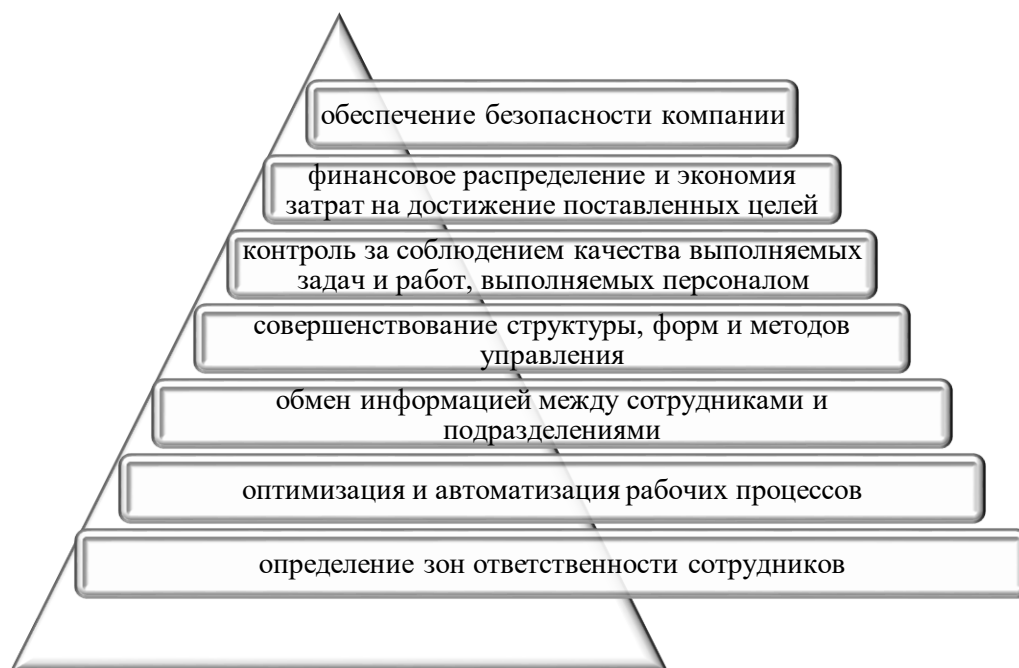 обеспечение безопасности компании
финансовое распределение и экономия
затрат на достижение поставленных целей
контроль за соблюдением качества выполняемых
задач и работ, выполняемых персоналом
совершенствование структуры, форм и методов
управления
обмен информацией между сотрудниками и
подразделениями
оптимизация и автоматизация рабочих процессов
определение зон ответственности сотрудников